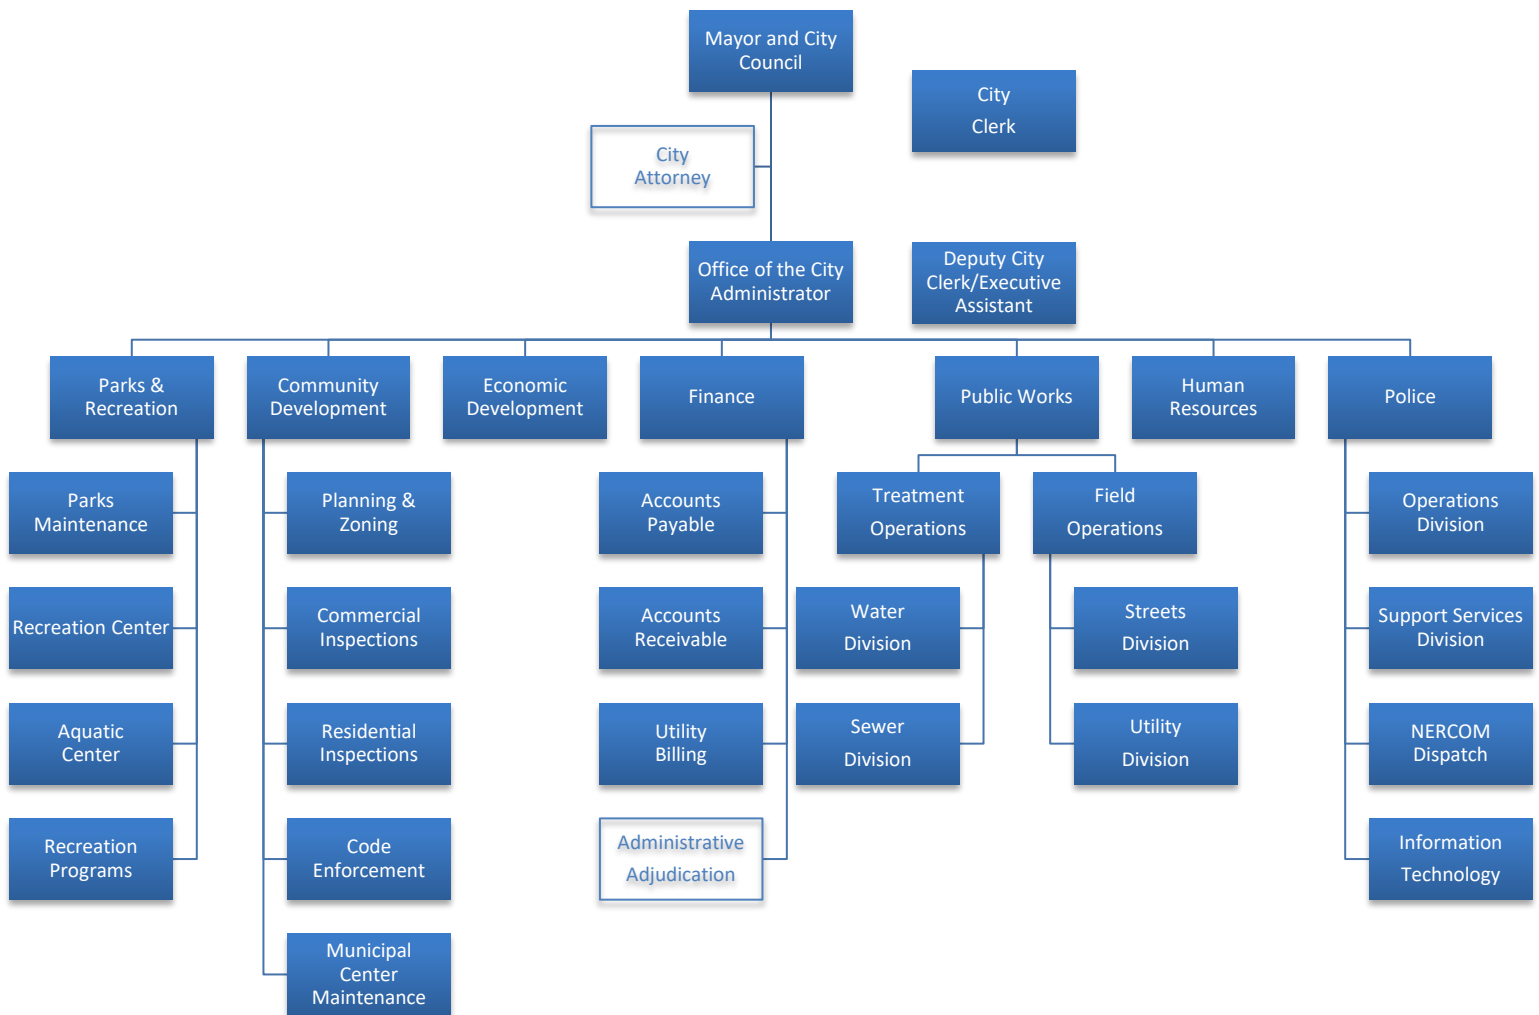 Mayor and City
Council
City
Clerk
City
Attorney
Office of the City
Administrator
Deputy City
Clerk/Executive
Assistant
Parks &
Recreation
Community
Development
Economic
Development
Finance
Public Works
Human
Resources
Police
Parks
Maintenance
Planning &
Zoning
Accounts
Payable
Treatment
Operations
Field
Operations
Operations
Division
Recreation Center
Commercial
Inspections
Accounts
Receivable
Water
Division
Streets
Division
Support Services
Division
Aquatic
Center
Residential
Inspections
Utility
Billing
Sewer
Division
Utility
Division
NERCOM
Dispatch
Recreation
Programs
Code
Enforcement
Administrative
Adjudication
Information
Technology
Municipal
Center
Maintenance